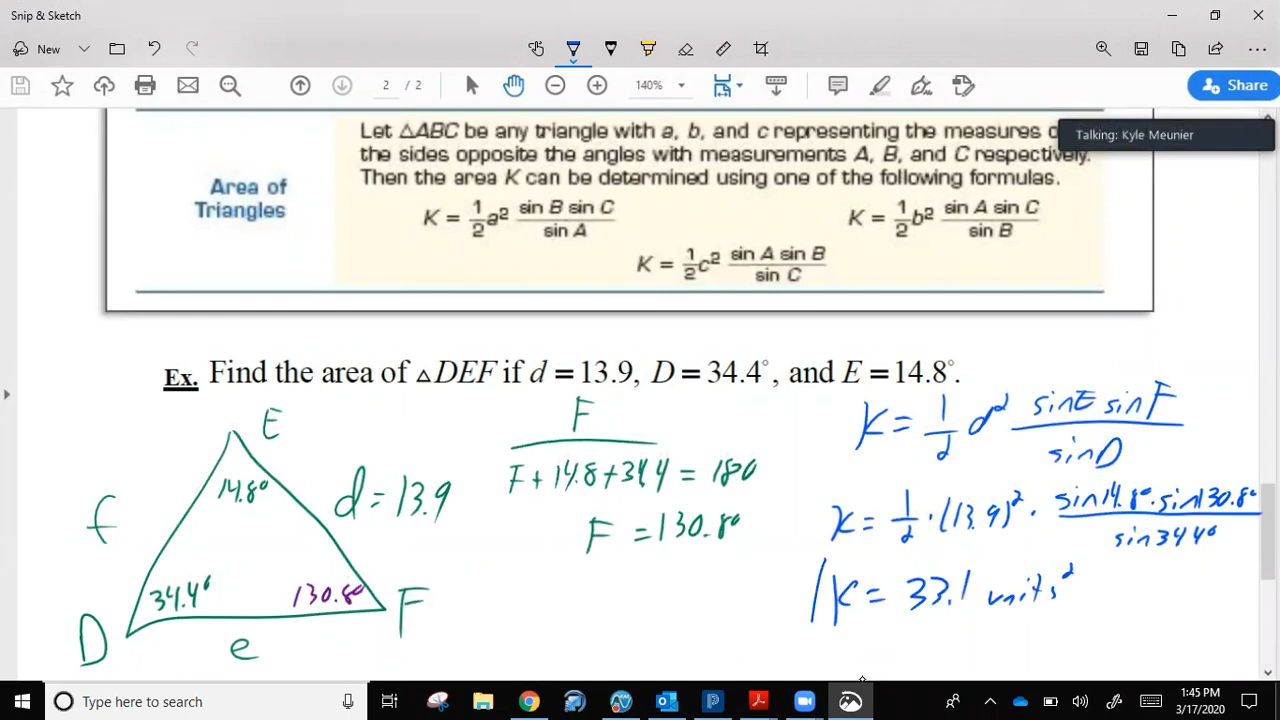 Snip & Sketch
New
2 / 2
140%
Share
Talking: Kyle Meunier
Let △ABC be any triangle with a, b, and c representing the measures
the sides opposite the angles with measurements A, B, and C respectively.
Then the area K can be determined using one of the following formulas.
Area of
Triangles
K = 1/2 a² sin B sin C / sin A
K = 1/2 b² sin A sin C / sin B
K = 1/2 c² sin A sin B / sin C
Ex. Find the area of △DEF if d = 13.9, D = 34.4°, and E = 14.8°.
E
14.8°
d = 13.9
f
34.4°
130.8°
D
e
F
F
F + 14.8 + 34.4 = 180
F = 130.8°
K = 1/2 d² sinE sinF / sinD
K = 1/2 · (13.9)² · sin14.8° · sin130.8° / sin34.4°
K = 33.1 units²
Type here to search
1:45 PM
3/17/2020